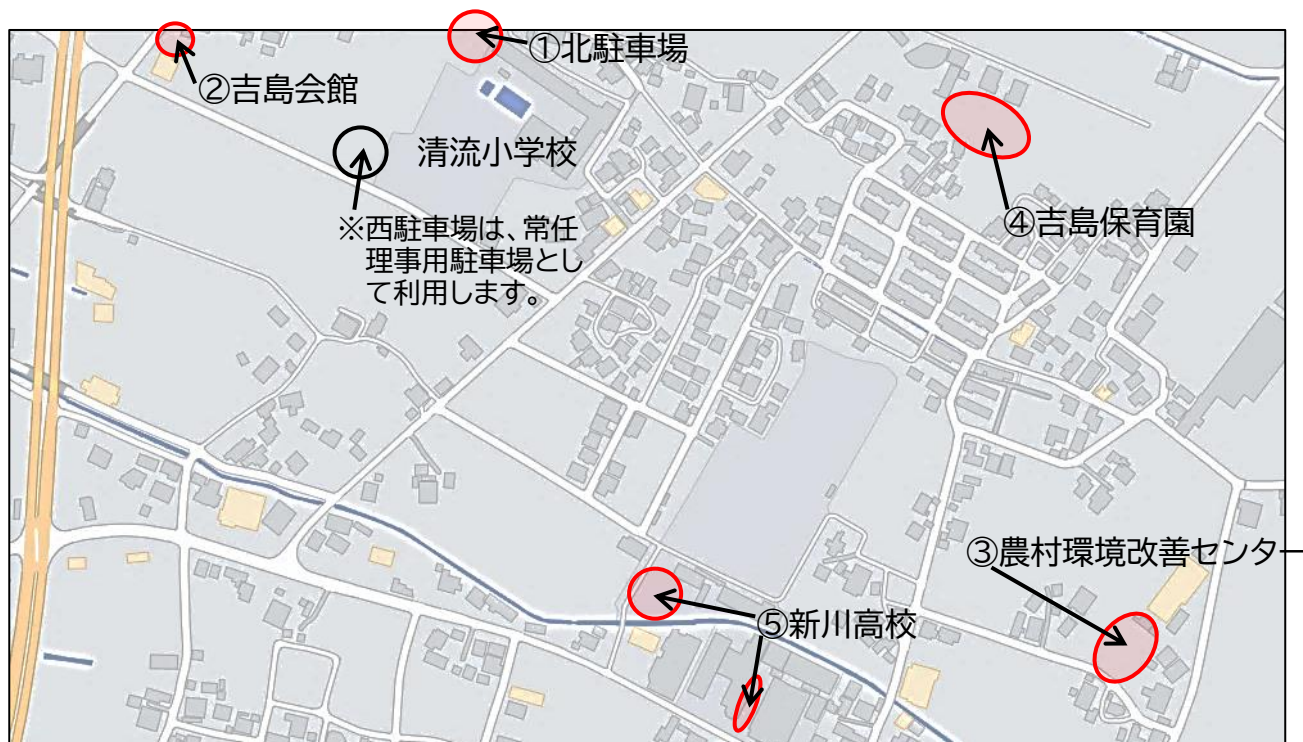 ①北駐車場
②吉島会館
清流小学校
※西駐車場は、常任
理事用駐車場とし
て利用します。
④吉島保育園
③農村環境改善センター
⑤新川高校